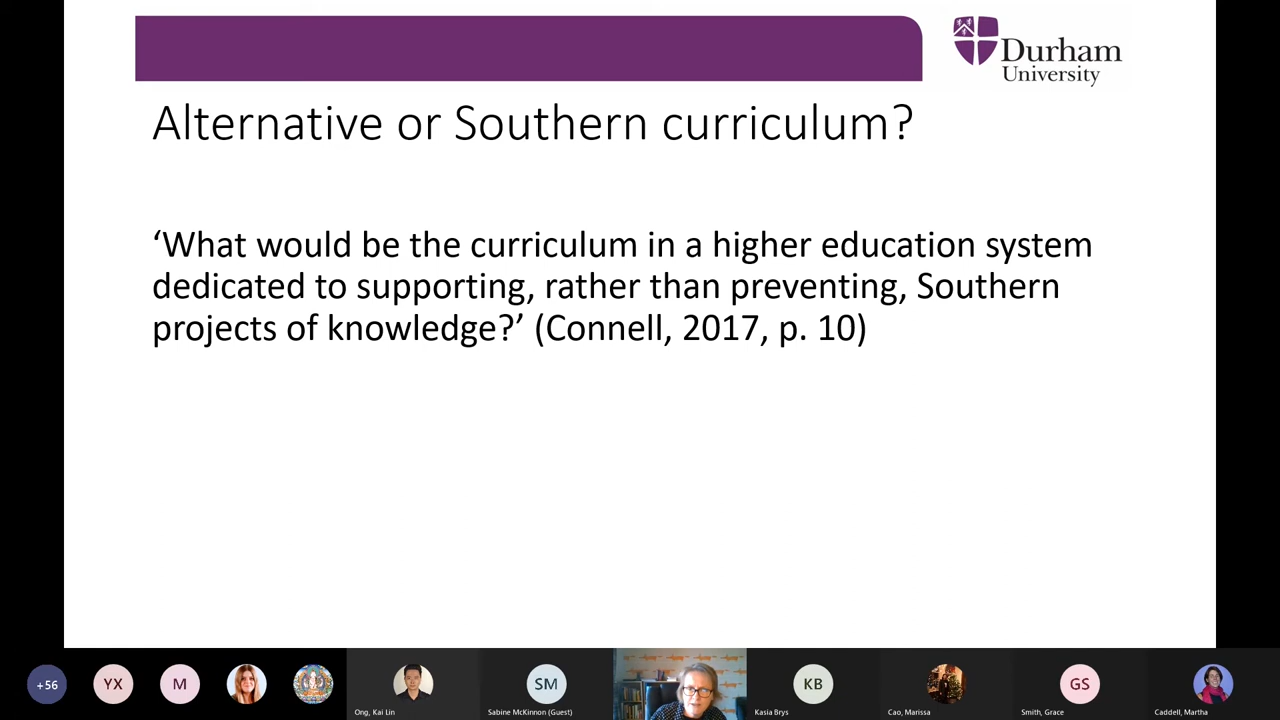 Durham
University
Alternative or Southern curriculum?
‘What would be the curriculum in a higher education system
dedicated to supporting, rather than preventing, Southern
projects of knowledge?’ (Connell, 2017, p. 10)
+56
YX
M
Ong, Kai Lin
SM
Sabine McKinnon (Guest)
KB
Kasia Brys
Cao, Marissa
GS
Smith, Grace
Caddell, Martha